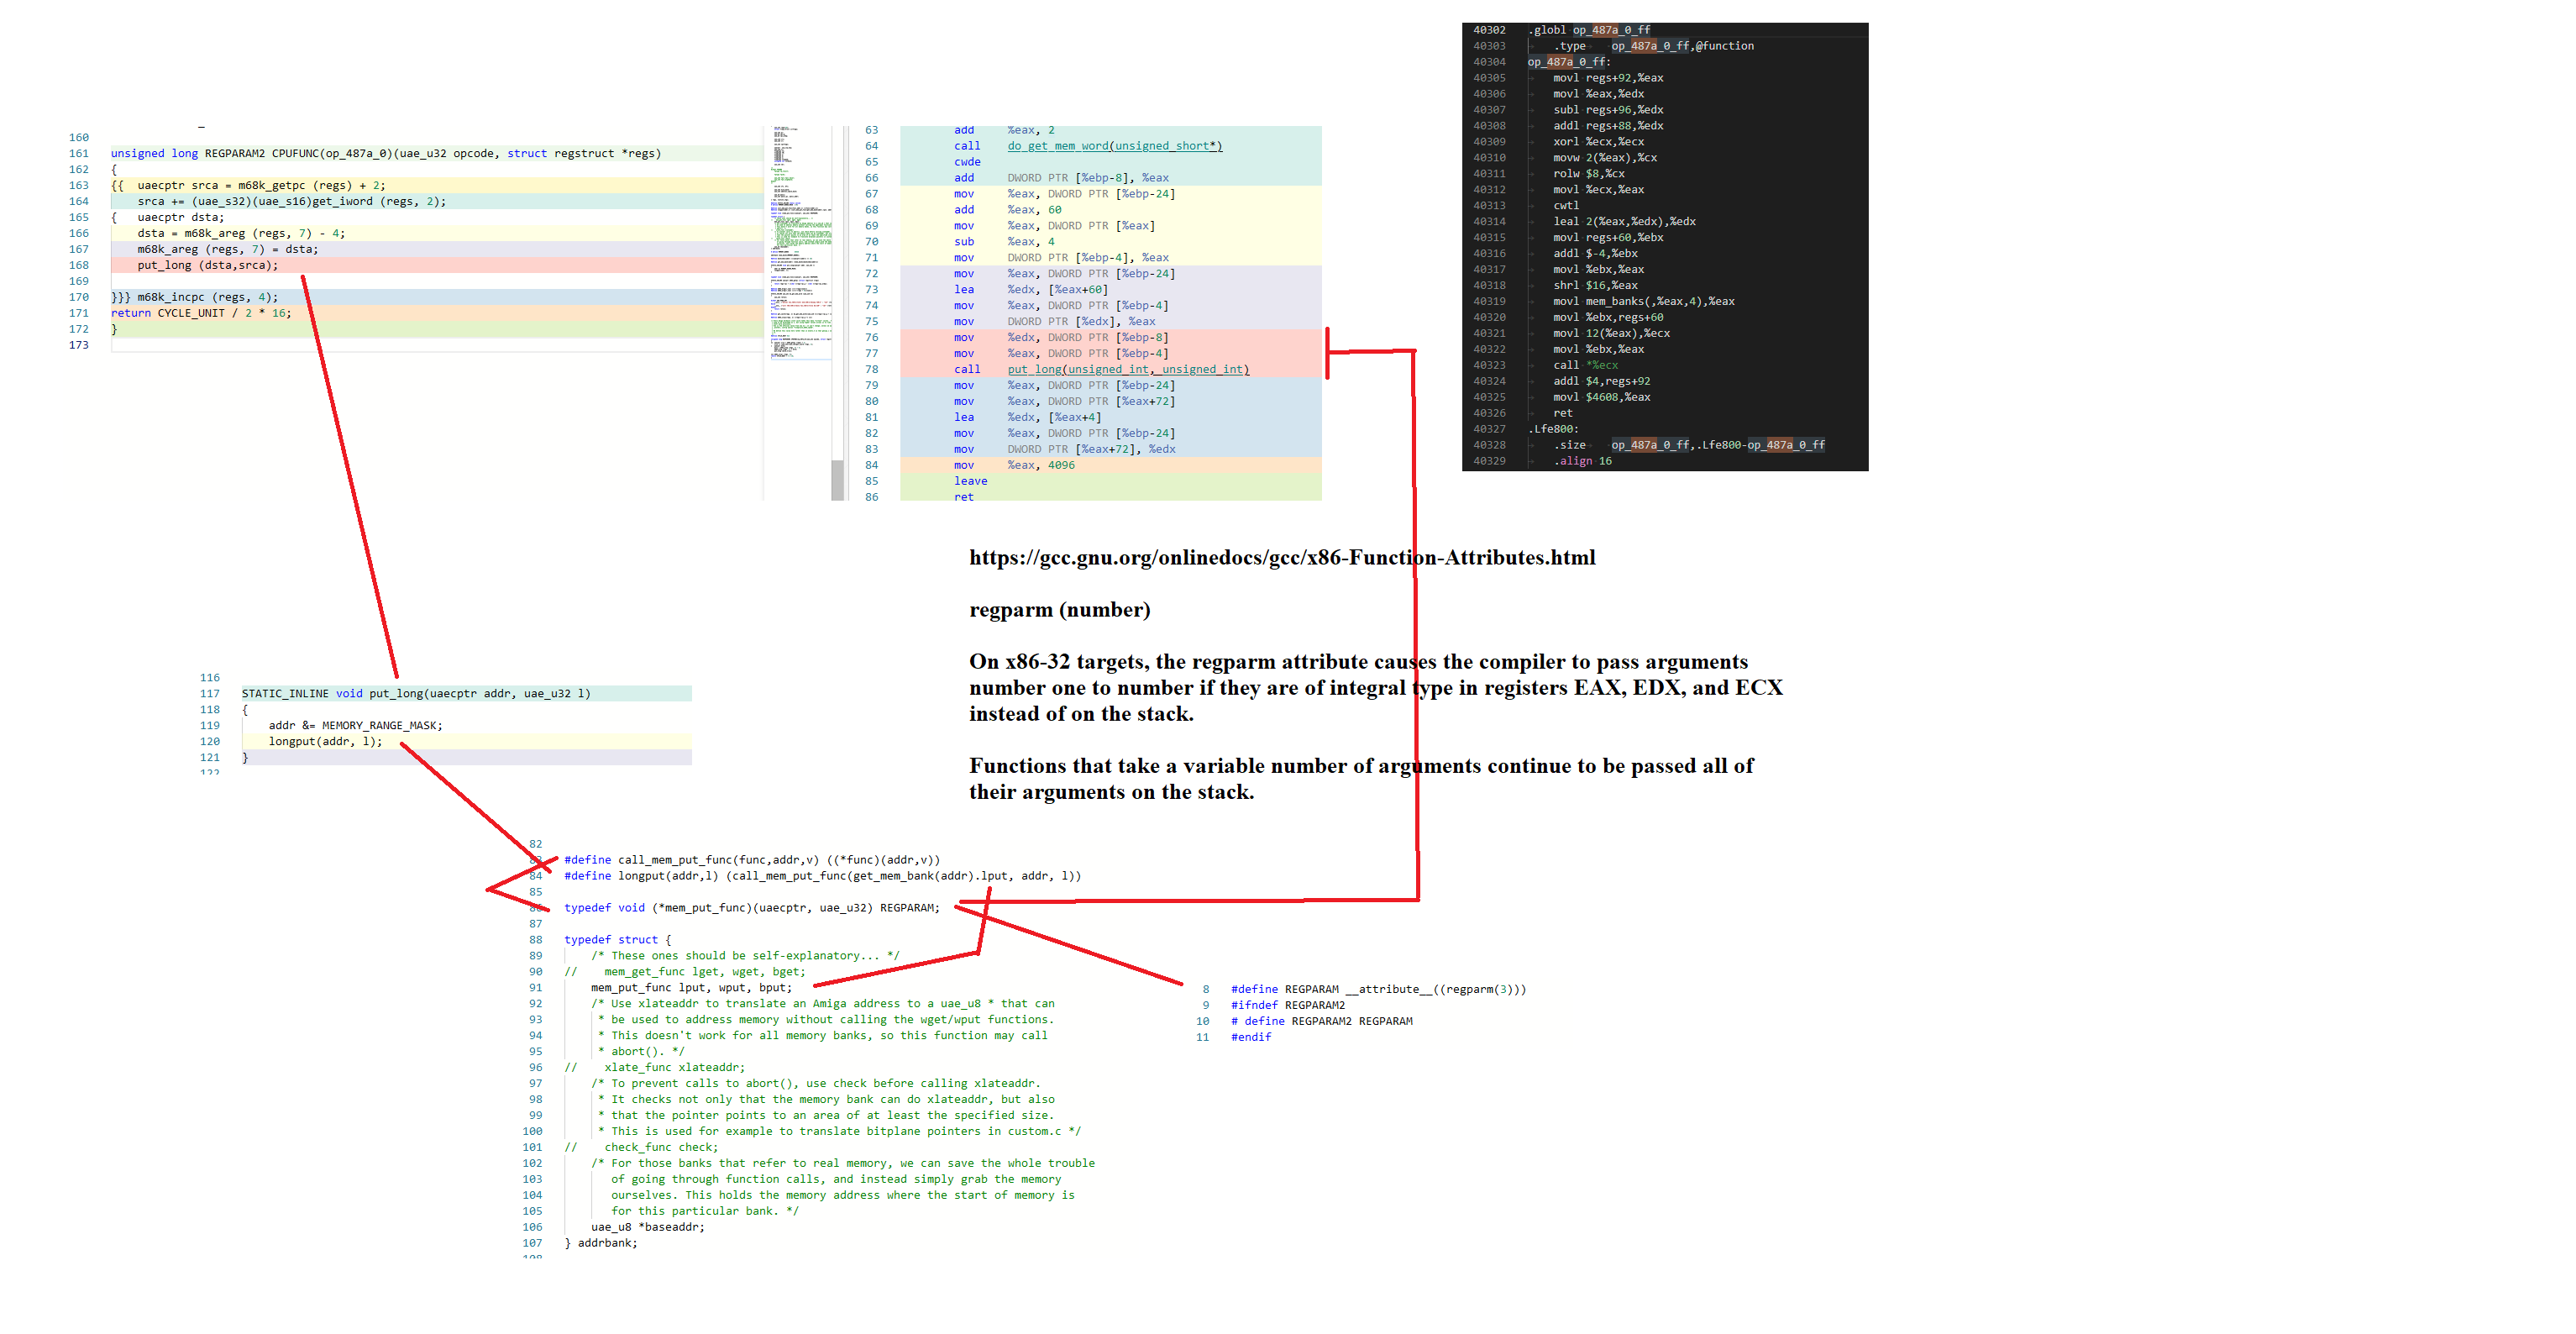 160
161 unsigned long REGPARAM2 CPUFUNC(op_487a_0)(uae_u32 opcode, struct regstruct *regs)
162 {
163 {{  uaecptr srca = m68k_getpc (regs) + 2;
164     srca += (uae_s32)(uae_s16)get_iword (regs, 2);
165 {   uaecptr dsta;
166     dsta = m68k_areg (regs, 7) - 4;
167     m68k_areg (regs, 7) = dsta;
168     put_long (dsta,srca);
169
170 }}} m68k_incpc (regs, 4);
171 return CYCLE_UNIT / 2 * 16;
172 }
173
63 add %eax, 2
64 call do_get_mem_word(unsigned_short*)
65 cwde
66 add DWORD PTR [%ebp-8], %eax
67 mov %eax, DWORD PTR [%ebp-24]
68 add %eax, 60
69 mov %eax, DWORD PTR [%eax]
70 sub %eax, 4
71 mov DWORD PTR [%ebp-4], %eax
72 mov %eax, DWORD PTR [%ebp-24]
73 lea %edx, [%eax+60]
74 mov %eax, DWORD PTR [%ebp-4]
75 mov DWORD PTR [%edx], %eax
76 mov %edx, DWORD PTR [%ebp-8]
77 mov %eax, DWORD PTR [%ebp-4]
78 call put_long(unsigned_int,_unsigned_int)
79 mov %eax, DWORD PTR [%ebp-24]
80 mov %eax, DWORD PTR [%eax+72]
81 lea %edx, [%eax+4]
82 mov %eax, DWORD PTR [%ebp-24]
83 mov DWORD PTR [%eax+72], %edx
84 mov %eax, 4096
85 leave
86 ret
40302 .globl op_487a_0_ff
40303 .type op_487a_0_ff,@function
40304 op_487a_0_ff:
40305 movl regs+92,%eax
40306 movl %eax,%edx
40307 subl regs+96,%edx
40308 addl regs+88,%edx
40309 xorl %ecx,%ecx
40310 movw 2(%eax),%cx
40311 rolw $8,%cx
40312 movl %ecx,%eax
40313 cwtl
40314 leal 2(%eax,%edx),%edx
40315 movl regs+60,%ebx
40316 addl $-4,%ebx
40317 movl %ebx,%eax
40318 shrl $16,%eax
40319 movl mem_banks(,%eax,4),%eax
40320 movl %ebx,regs+60
40321 movl 12(%eax),%ecx
40322 movl %ebx,%eax
40323 call *%ecx
40324 addl $4,regs+92
40325 movl $4608,%eax
40326 ret
40327 .Lfe800:
40328 .size op_487a_0_ff,.Lfe800-op_487a_0_ff
40329 .align 16
https://gcc.gnu.org/onlinedocs/gcc/x86-Function-Attributes.html
regparm (number)
On x86-32 targets, the regparm attribute causes the compiler to pass arguments
number one to number if they are of integral type in registers EAX, EDX, and ECX
instead of on the stack.
Functions that take a variable number of arguments continue to be passed all of
their arguments on the stack.
116
117 STATIC_INLINE void put_long(uaecptr addr, uae_u32 l)
118 {
119     addr &= MEMORY_RANGE_MASK;
120     longput(addr, l);
121 }
122
82
83 #define call_mem_put_func(func,addr,v) ((*func)(addr,v))
84 #define longput(addr,l) (call_mem_put_func(get_mem_bank(addr).lput, addr, l))
85
86 typedef void (*mem_put_func)(uaecptr, uae_u32) REGPARAM;
87
88 typedef struct {
89     /* These ones should be self-explanatory... */
90 //    mem_get_func lget, wget, bget;
91     mem_put_func lput, wput, bput;
92     /* Use xlateaddr to translate an Amiga address to a uae_u8 * that can
93      * be used to address memory without calling the wget/wput functions.
94      * This doesn't work for all memory banks, so this function may call
95      * abort(). */
96 //    xlate_func xlateaddr;
97     /* To prevent calls to abort(), use check before calling xlateaddr.
98      * It checks not only that the memory bank can do xlateaddr, but also
99      * that the pointer points to an area of at least the specified size.
100      * This is used for example to translate bitplane pointers in custom.c */
101 //    check_func check;
102     /* For those banks that refer to real memory, we can save the whole trouble
103        of going through function calls, and instead simply grab the memory
104        ourselves. This holds the memory address where the start of memory is
105        for this particular bank. */
106     uae_u8 *baseaddr;
107 } addrbank;
108
8 #define REGPARAM __attribute__((regparm(3)))
9 #ifndef REGPARAM2
10 # define REGPARAM2 REGPARAM
11 #endif